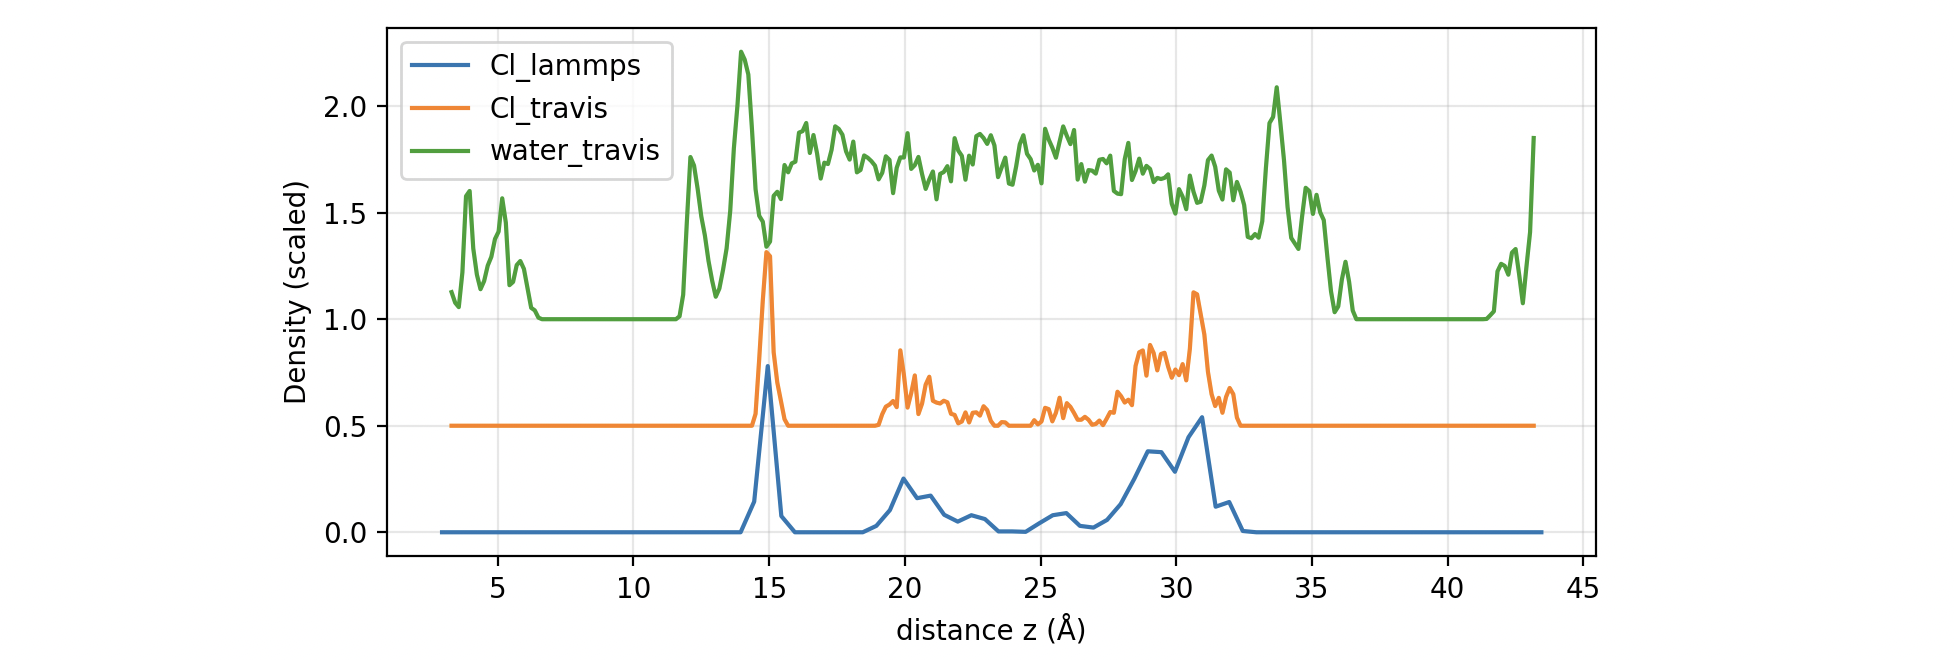 Cl_lammps
Cl_travis
water_travis
Density (scaled)
2.0
1.5
1.0
0.5
0.0
5 10 15 20 25 30 35 40 45
distance z (Å)